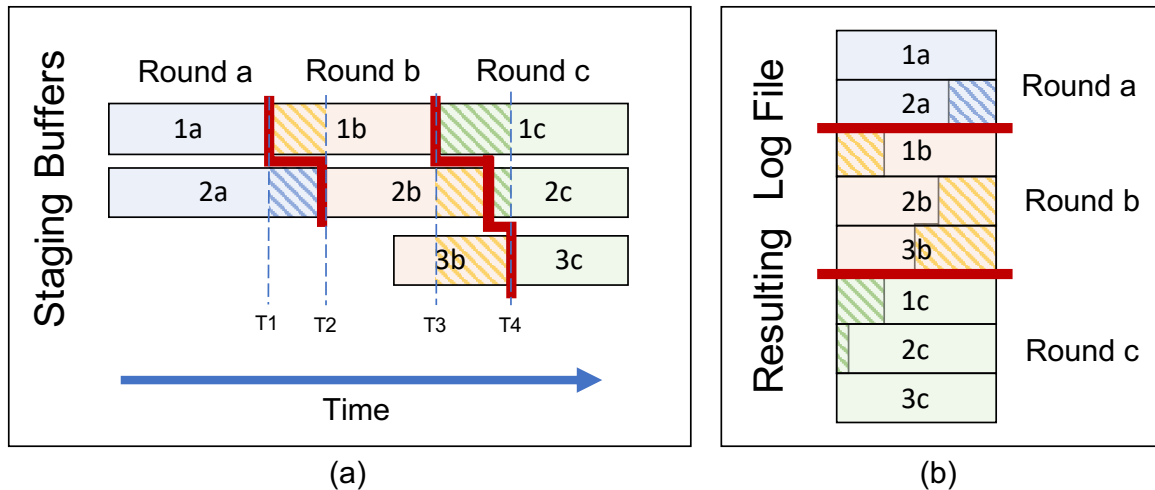 Staging Buffers
Round a
Round b
Round c
1a
1b
1c
2a
2b
2c
3b
3c
T1
T2
T3
T4
Time
(a)
Resulting Log File
1a
2a
1b
2b
3b
1c
2c
3c
Round a
Round b
Round c
(b)